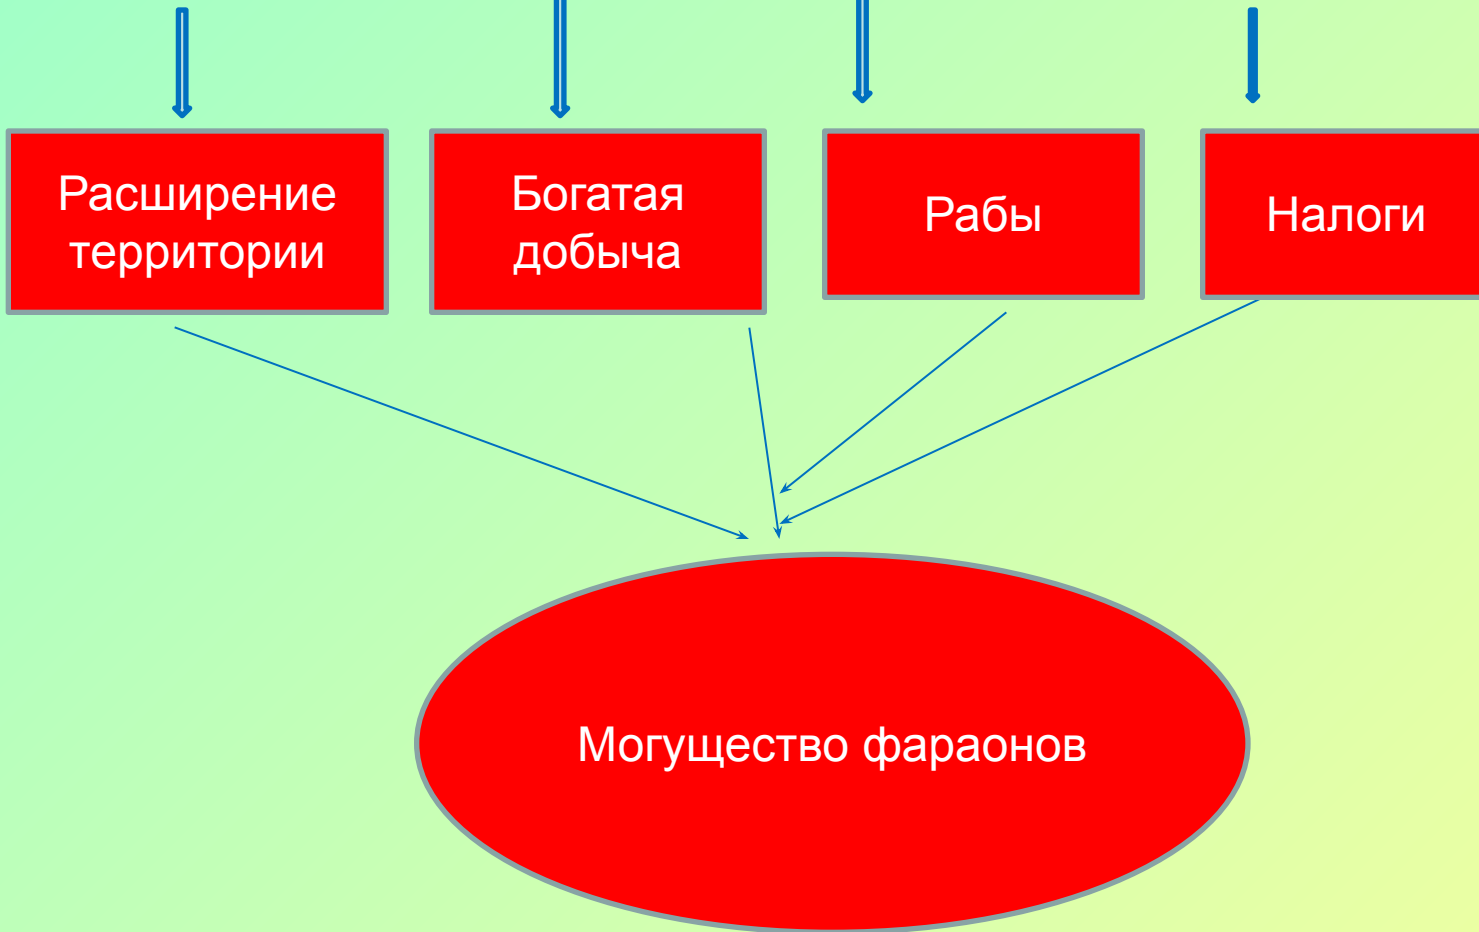 Расширение
территории
Богатая
добыча
Рабы
Налоги
Могущество фараонов